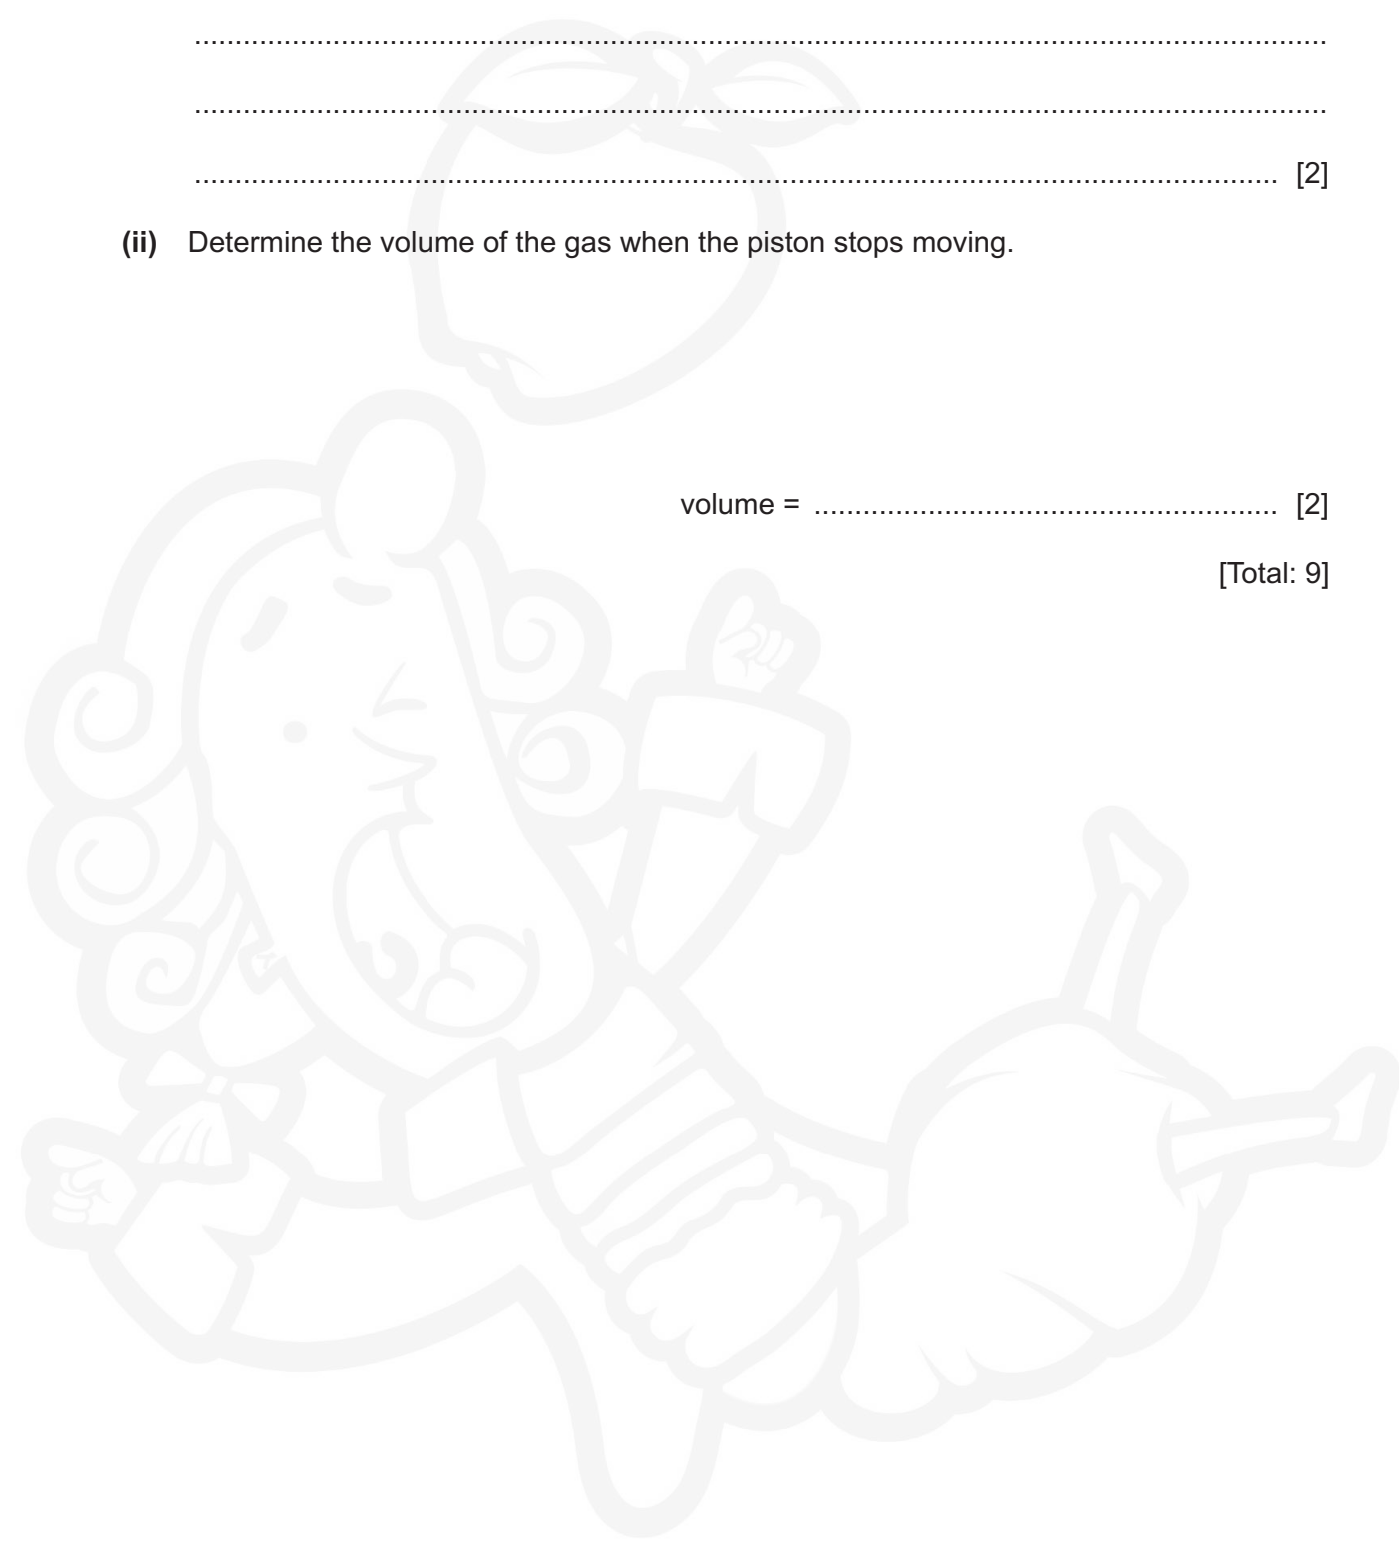 ....................................................................................................................................
....................................................................................................................................
.............................................................................................................................. [2]
(ii) Determine the volume of the gas when the piston stops moving.
volume = ......................................................... [2]
[Total: 9]